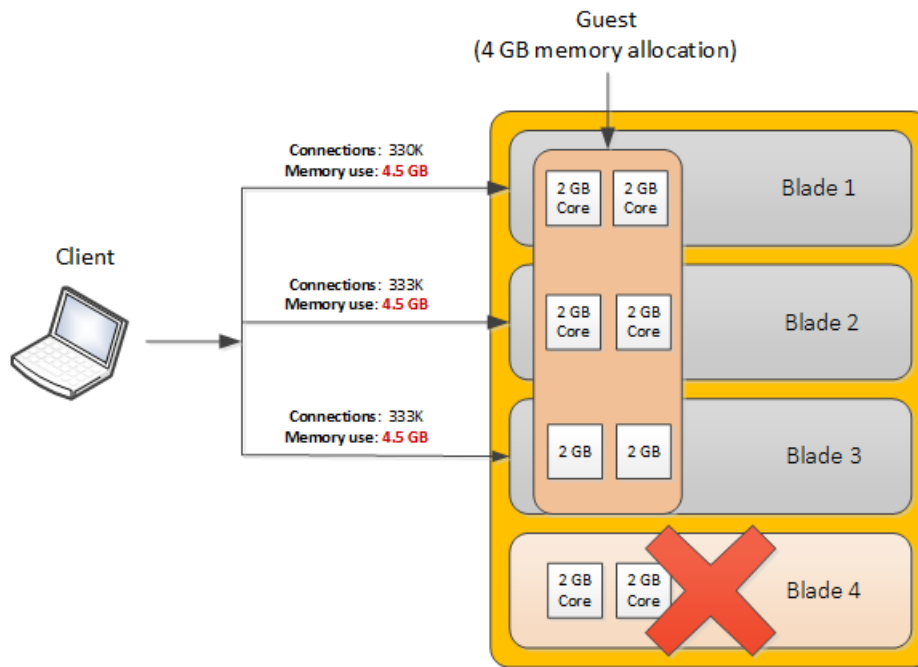 Guest
(4 GB memory allocation)
Connections: 330K
Memory use: 4.5 GB
2 GB
Core
2 GB
Core
Blade 1
Client
Connections: 333K
Memory use: 4.5 GB
2 GB
Core
2 GB
Core
Blade 2
Connections: 333K
Memory use: 4.5 GB
2 GB
2 GB
Blade 3
2 GB
Core
2 GB
Core
Blade 4